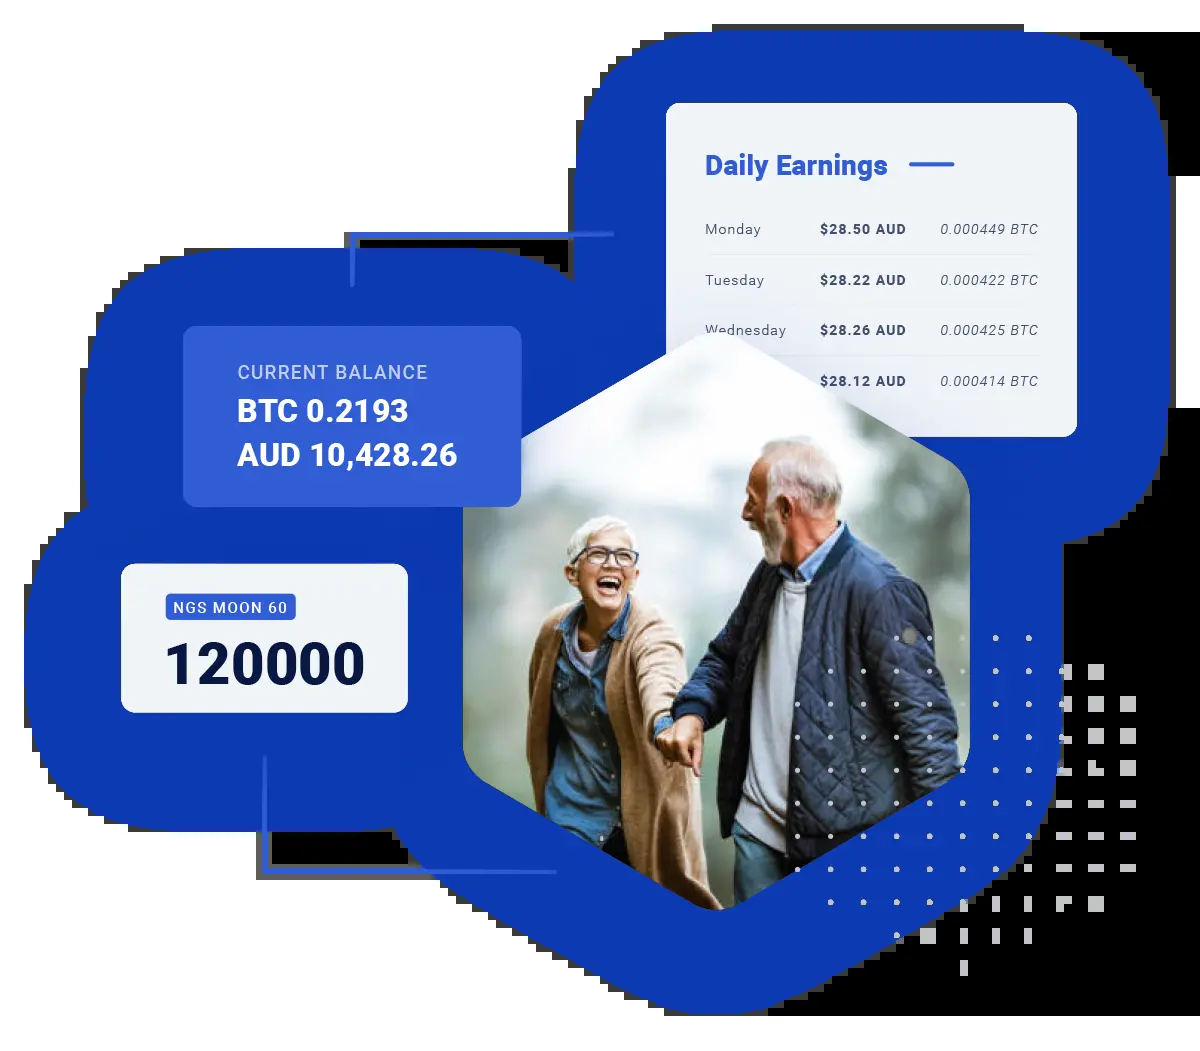 Daily Earnings
Monday $28.50 AUD 0.000449 BTC
Tuesday $28.22 AUD 0.000422 BTC
Wednesday $28.26 AUD 0.000425 BTC
$28.12 AUD 0.000414 BTC
CURRENT BALANCE
BTC 0.2193
AUD 10,428.26
NGS MOON 60
120000